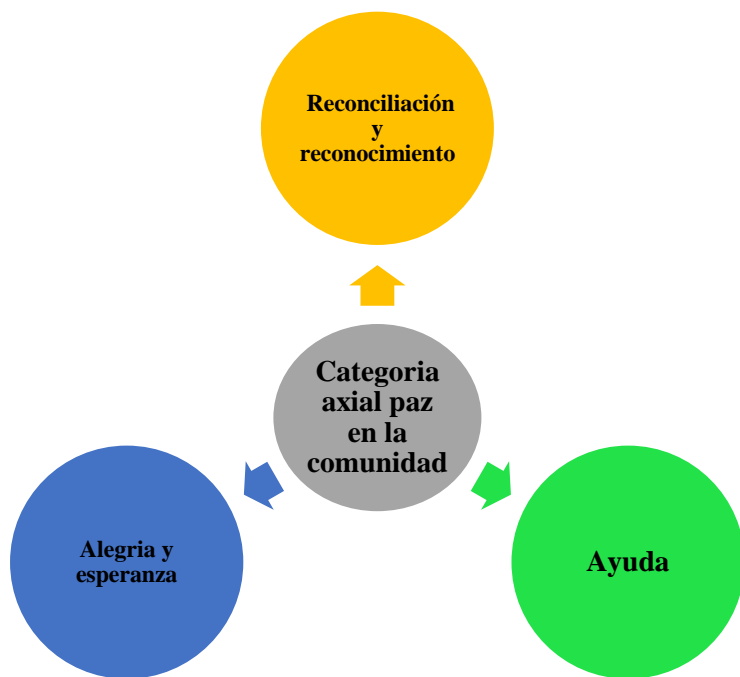 Reconciliación
y
reconocimiento
Categoria
axial paz
en la
comunidad
Alegria y
esperanza
Ayuda